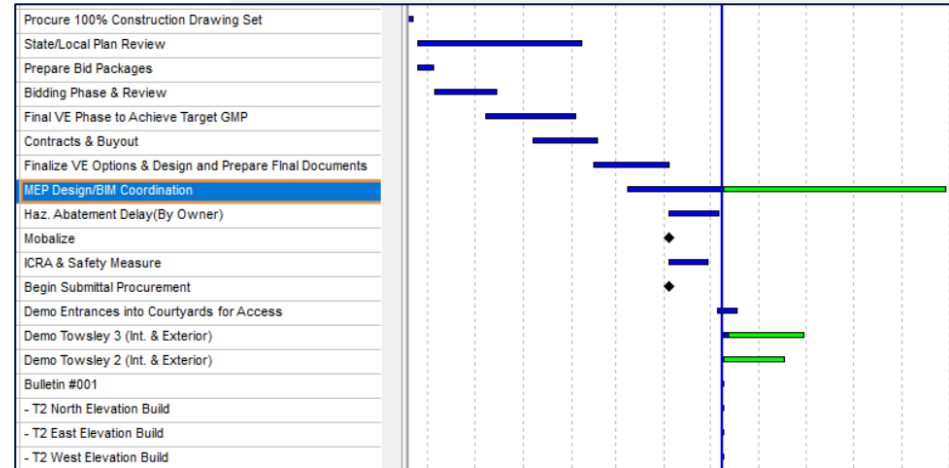 Procure 100% Construction Drawing Set
State/Local Plan Review
Prepare Bid Packages
Bidding Phase & Review
Final VE Phase to Achieve Target GMP
Contracts & Buyout
Finalize VE Options & Design and Prepare FInal Documents
MEP Design/BIM Coordination
Haz. Abatement Delay(By Owner)
Mobalize
ICRA & Safety Measure
Begin Submittal Procurement
Demo Entrances into Courtyards for Access
Demo Towsley 3 (Int. & Exterior)
Demo Towsley 2 (Int. & Exterior)
Bulletin #001
- T2 North Elevation Build
- T2 East Elevation Build
- T2 West Elevation Build